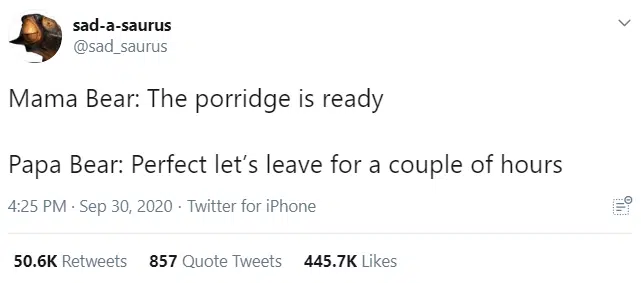 sad-a-saurus
@sad_saurus
Mama Bear: The porridge is ready
Papa Bear: Perfect let’s leave for a couple of hours
4:25 PM · Sep 30, 2020 · Twitter for iPhone
50.6K Retweets 857 Quote Tweets 445.7K Likes